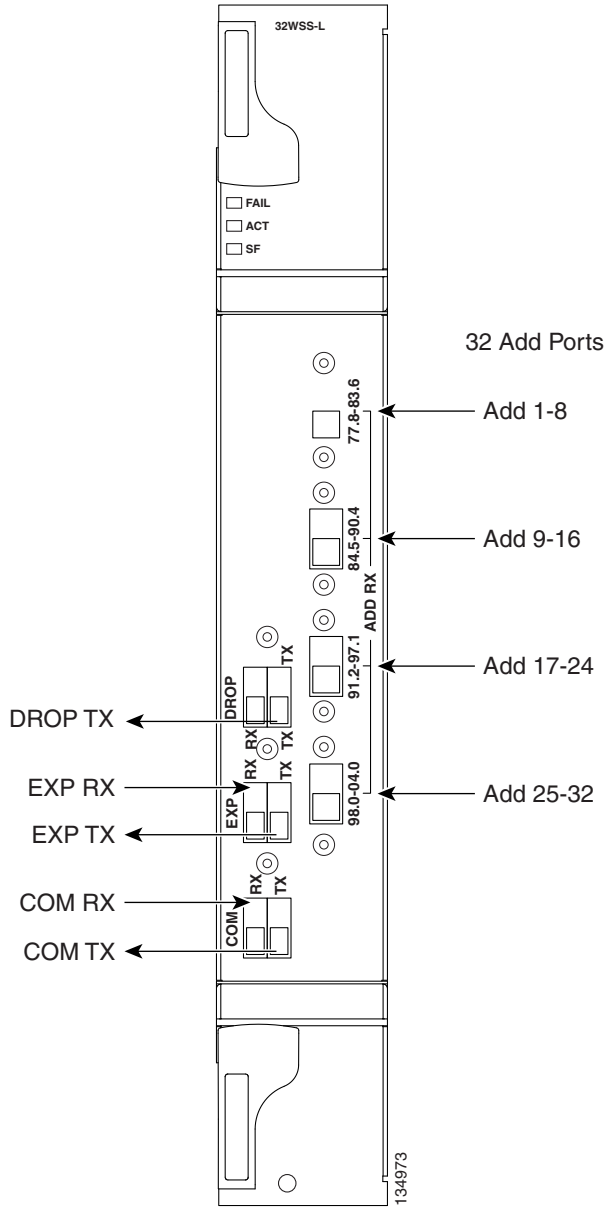 32WSS-L
FAIL
ACT
SF
32 Add Ports
77.8-83.6
Add 1-8
84.5-90.4
Add 9-16
ADD RX
91.2-97.1
Add 17-24
98.0-04.0
Add 25-32
TX
DROP
DROP TX
RX
TX
RX
TX
EXP RX
EXP
EXP TX
RX
TX
COM RX
COM
COM TX
134973